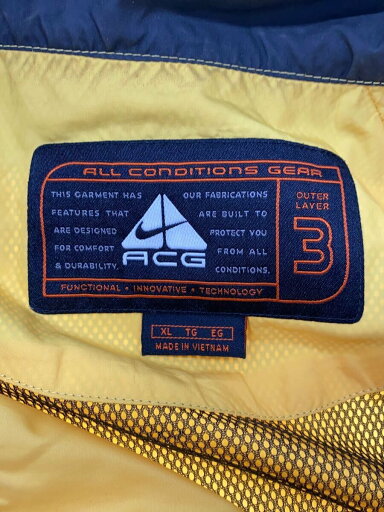 ALL CONDITIONS GEAR
THIS GARMENT HAS
FEATURES THAT
ARE DESIGNED
FOR COMFORT
& DURABILITY.
ACG
OUR FABRICATIONS
ARE BUILT TO
PROTECT YOU
FROM ALL
CONDITIONS.
OUTER
LAYER
3
FUNCTIONAL • INNOVATIVE • TECHNOLOGY
XL TG EG
MADE IN VIETNAM